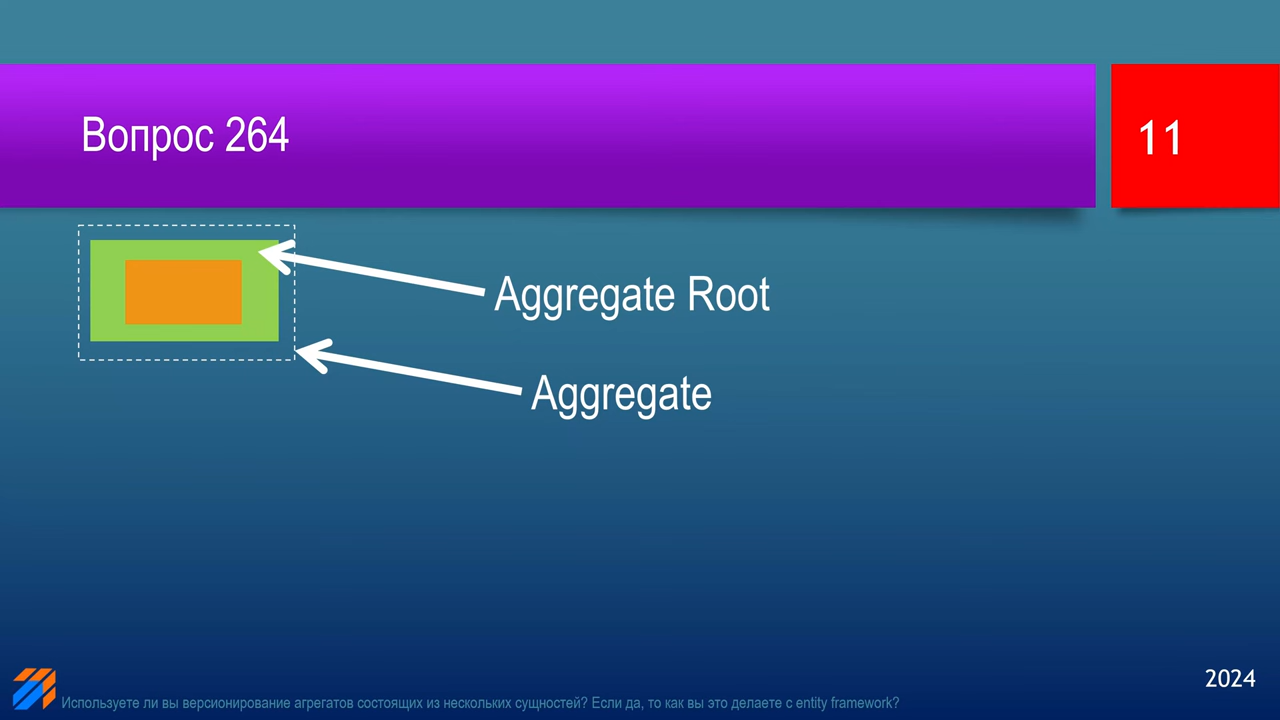 Вопрос 264
11
Aggregate Root
Aggregate
2024
Используете ли вы версионирование агрегатов состоящих из нескольких сущностей? Если да, то как вы это делаете с entity framework?